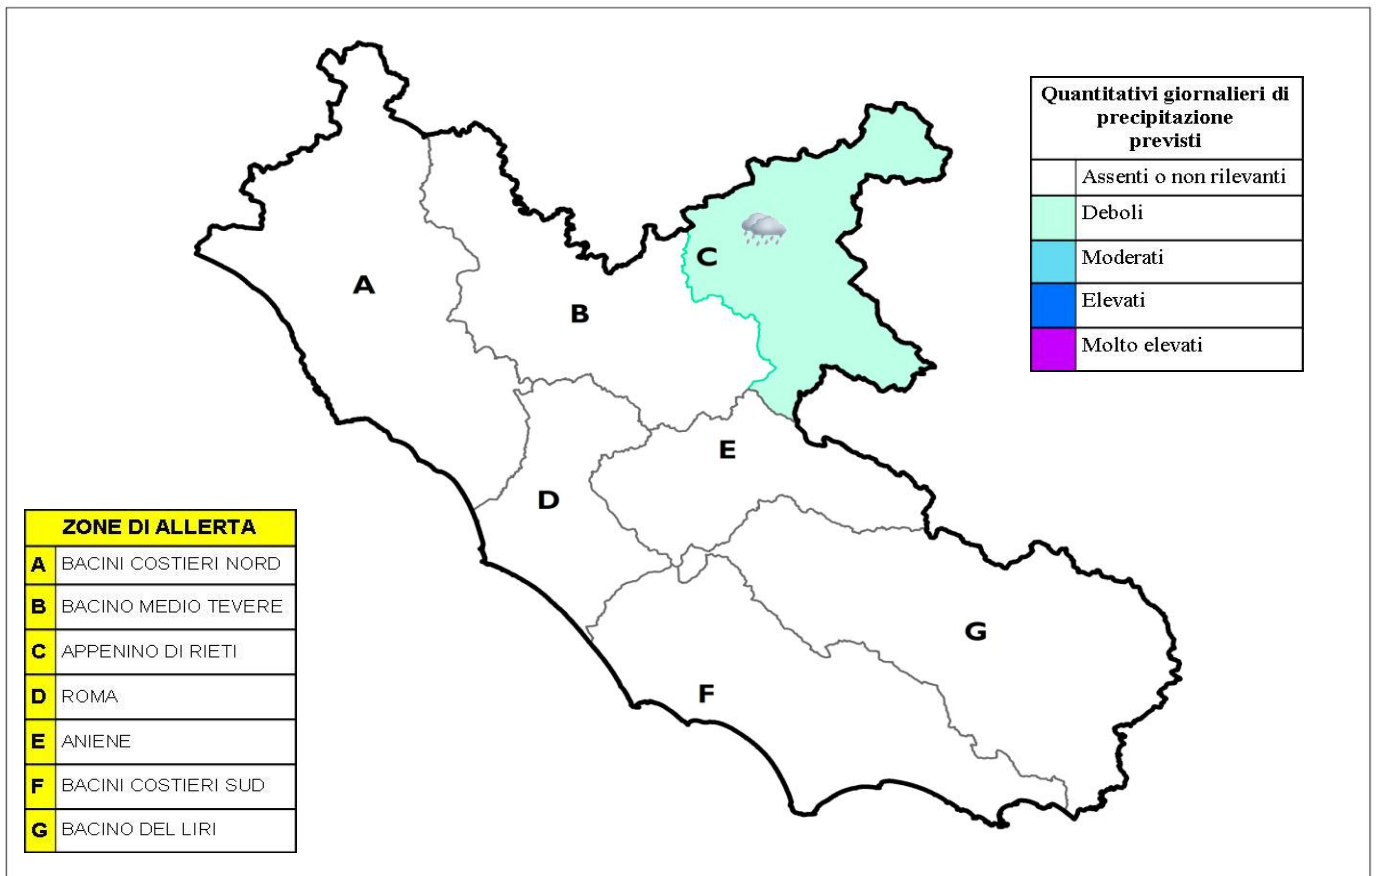 Quantitativi giornalieri di
precipitazione
previsti
Assenti o non rilevanti
Deboli
Moderati
Elevati
Molto elevati
A
B
C
D
E
F
G
ZONE DI ALLERTA
A BACINI COSTIERI NORD
B BACINO MEDIO TEVERE
C APPENINO DI RIETI
D ROMA
E ANIENE
F BACINI COSTIERI SUD
G BACINO DEL LIRI